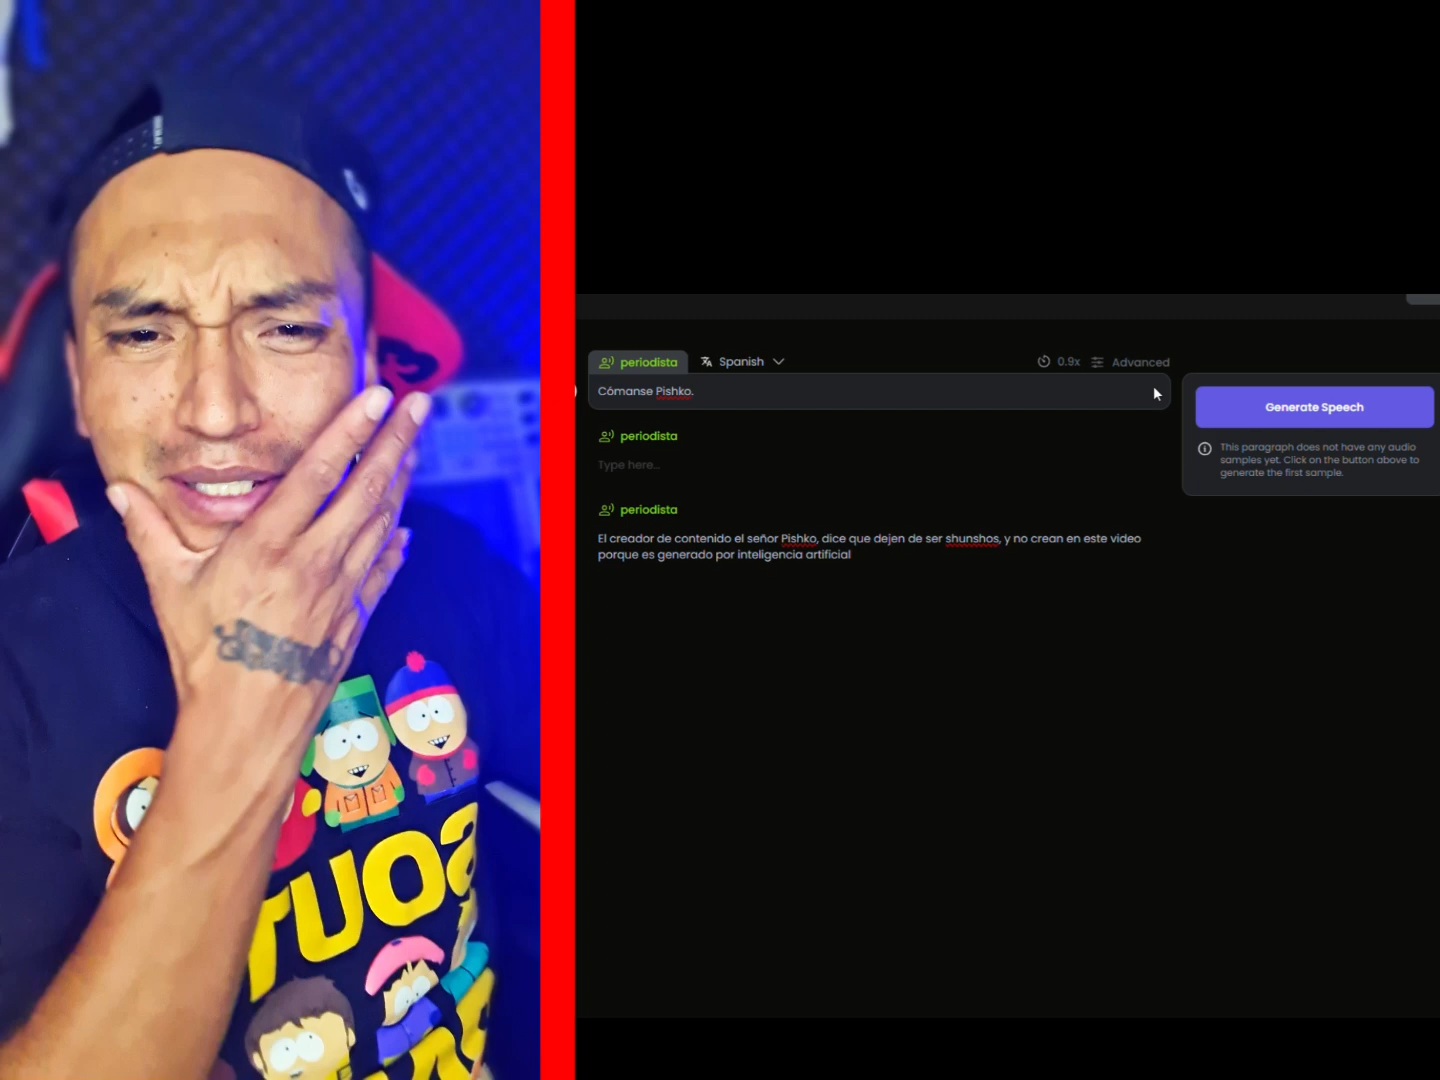 periodista
Spanish
0.9x
Advanced
Cómanse Pishko.
Generate Speech
This paragraph does not have any audio
samples yet. Click on the button above to
generate the first sample.
periodista
Type here...
periodista
El creador de contenido el señor Pishko, dice que dejen de ser shunshos, y no crean en este video
porque es generado por inteligencia artificial
SOUT